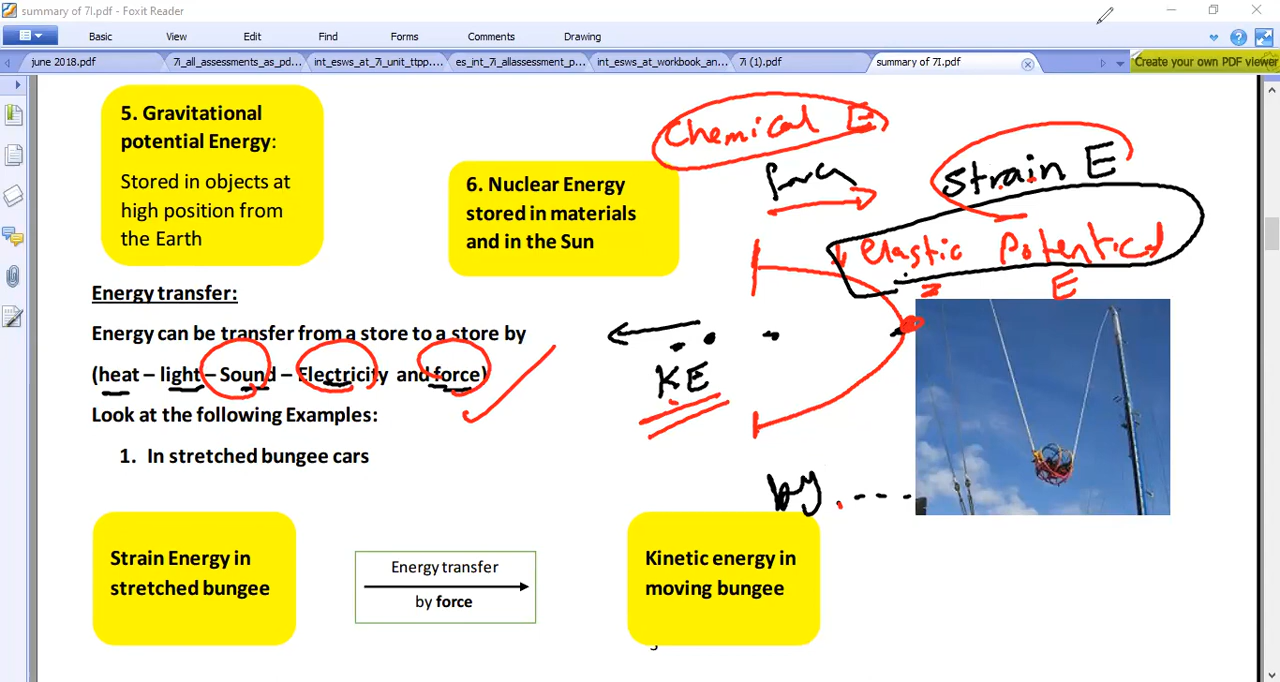 summary of 7I.pdf - Foxit Reader
Basic View Edit Find Forms Comments Drawing
june 2018.pdf 7i_all_assessments_as_pd... int_esws_at_7i_unit_ttpp.... es_int_7i_allassessment_p... int_esws_at_workbook_an... 7i (1).pdf summary of 7I.pdf Create your own PDF viewer
5. Gravitational
potential Energy:
Stored in objects at
high position from
the Earth
6. Nuclear Energy
stored in materials
and in the Sun
Chemical E
force
Strain E
elastic Potential
E
Energy transfer:
Energy can be transfer from a store to a store by
(heat – light – Sound – Electricity and force)
KE
Look at the following Examples:
1. In stretched bungee cars
by
Strain Energy in
stretched bungee
Energy transfer
by force
Kinetic energy in
moving bungee